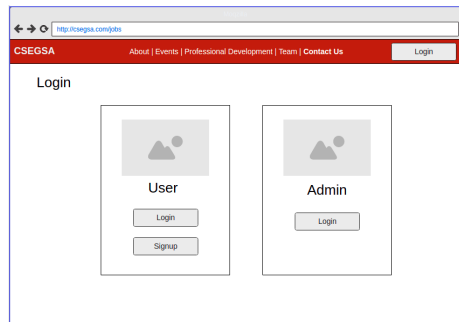 http://csegsa.com/jobs
CSEGSA About | Events | Professional Development | Team | Contact Us Login
Login
User
Login
Signup
Admin
Login